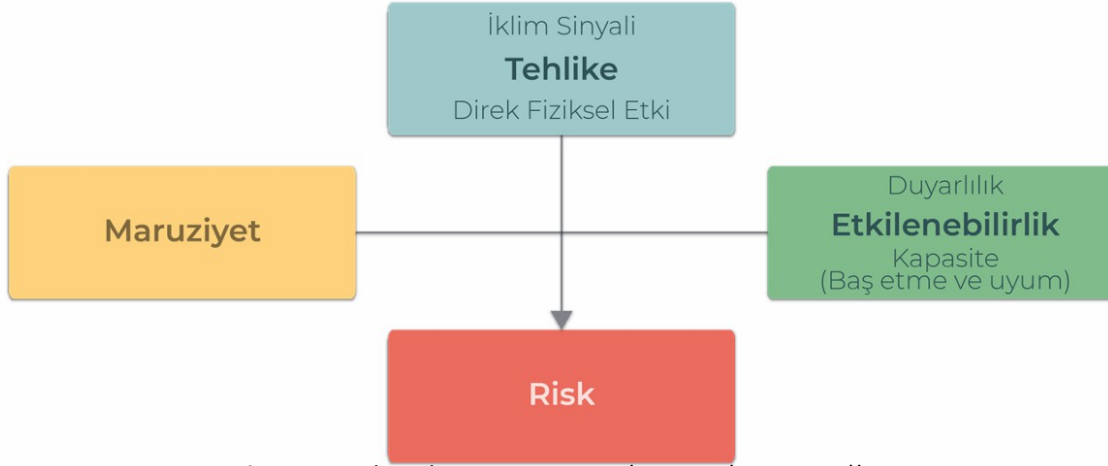 İklim Sinyali
Tehlike
Direk Fiziksel Etki
Maruziyet
Duyarlılık
Etkilenebilirlik
Kapasite
(Baş etme ve uyum)
Risk